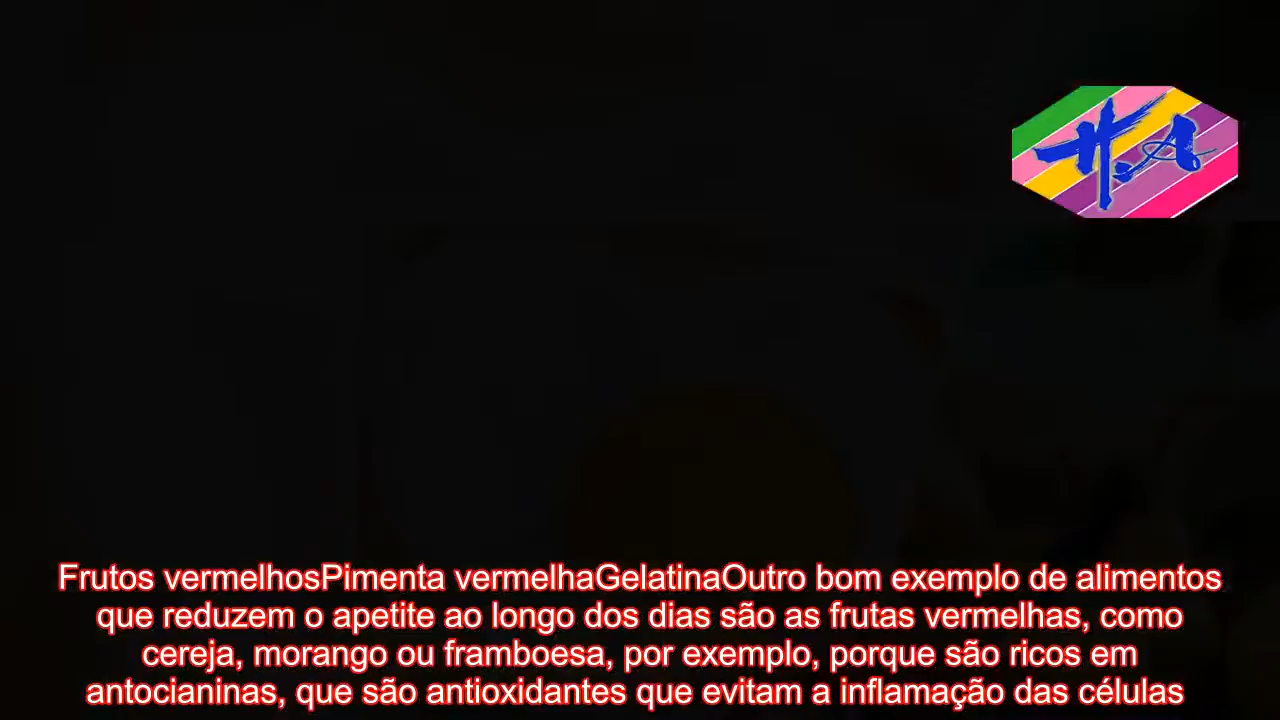 H.A
Frutos vermelhosPimenta vermelhaGelatinaOutro bom exemplo de alimentos
que reduzem o apetite ao longo dos dias são as frutas vermelhas, como
cereja, morango ou framboesa, por exemplo, porque são ricos em
antocianinas, que são antioxidantes que evitam a inflamação das células